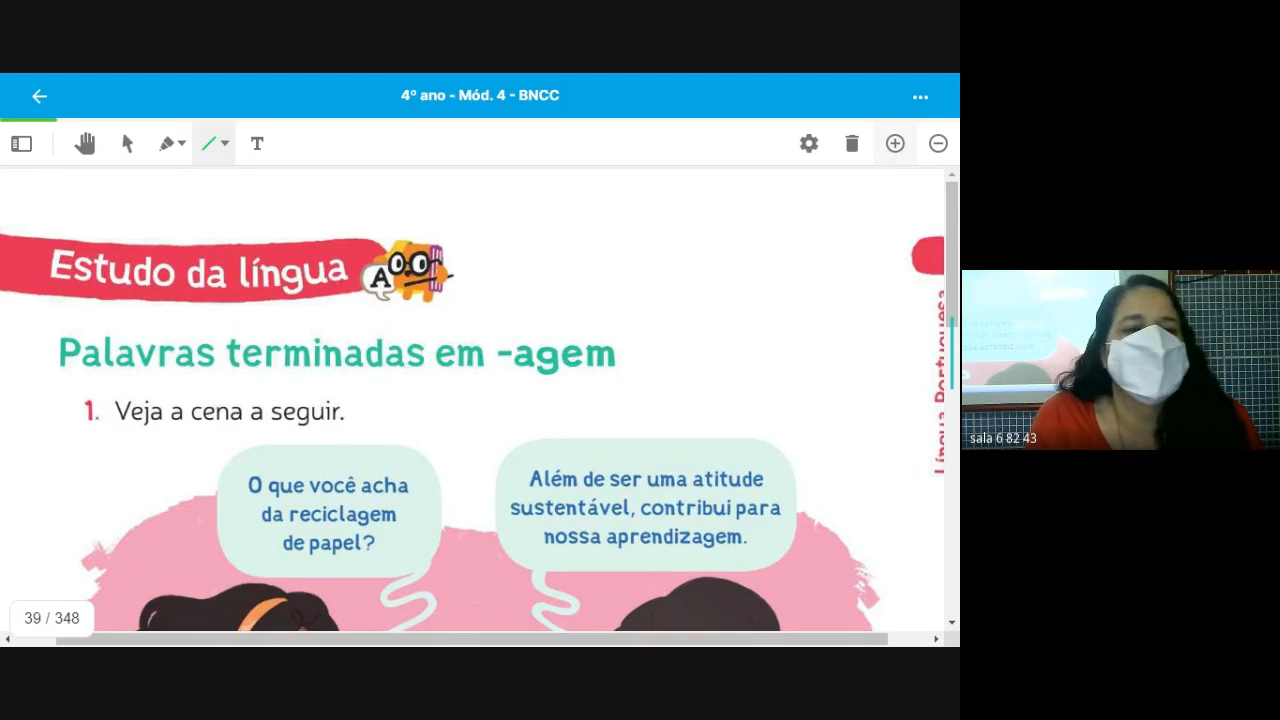 4º ano - Mód. 4 - BNCC
T
Estudo da língua
A
Palavras terminadas em -agem
1. Veja a cena a seguir.
O que você acha
da reciclagem
de papel?
Além de ser uma atitude
sustentável, contribui para
nossa aprendizagem.
Língua Portuguesa
39 / 348
sala 6 82 43